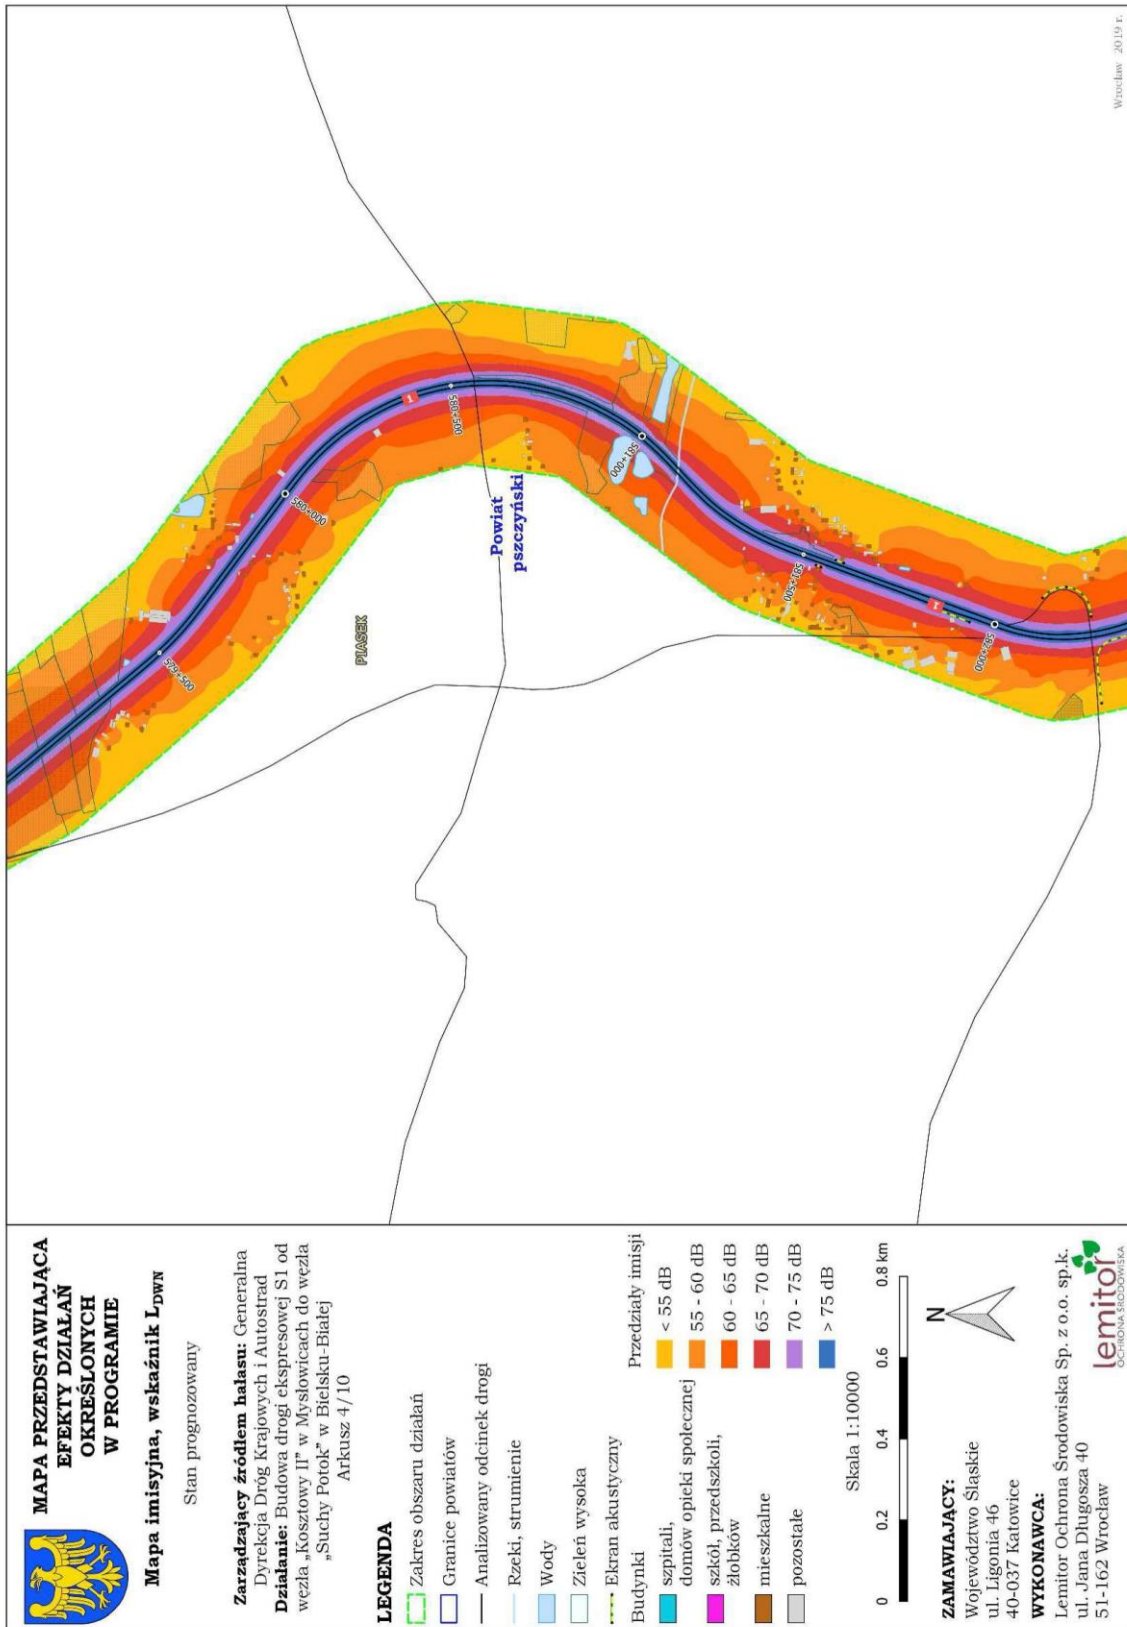 MAPA PRZEDSTAWIAJĄCA
EFEKTY DZIAŁAŃ
OKREŚLONYCH
W PROGRAMIE
Mapa imisyjna, wskaźnik LDWN
Stan prognozowany
Zarządzający źródłem hałasu: Generalna
Dyrekcja Dróg Krajowych i Autostrad
Działanie: Budowa drogi ekspresowej S1 od
węzła „Kosztowy II" w Mysłowicach do węzła
„Suchy Potok" w Bielsku-Białej
Arkusz 4/10
LEGENDA
Zakres obszaru działań
Granice powiatów
Analizowany odcinek drogi
Rzeki, strumienie
Wody
Zieleń wysoka
Ekran akustyczny
Budynki
szpitali,
domów opieki społecznej
szkół, przedszkoli,
żłobków
mieszkalne
pozostałe
Przedziały imisji
< 55 dB
55 - 60 dB
60 - 65 dB
65 - 70 dB
70 - 75 dB
> 75 dB
Skala 1:10000
0
0.2
0.4
0.6
0.8 km
N
ZAMAWIAJĄCY:
Województwo Śląskie
ul. Ligonia 46
40-037 Katowice
WYKONAWCA:
Lemitor Ochrona Środowiska Sp. z o.o. sp.k.
ul. Jana Długosza 40
51-162 Wrocław
lemitor
OCHRONA ŚRODOWISKA
579+500
580+000
1
580+500
PIASEK
Powiat
pszczyński
581+000
581+500
1
582+000
Wrocław 2019 r.